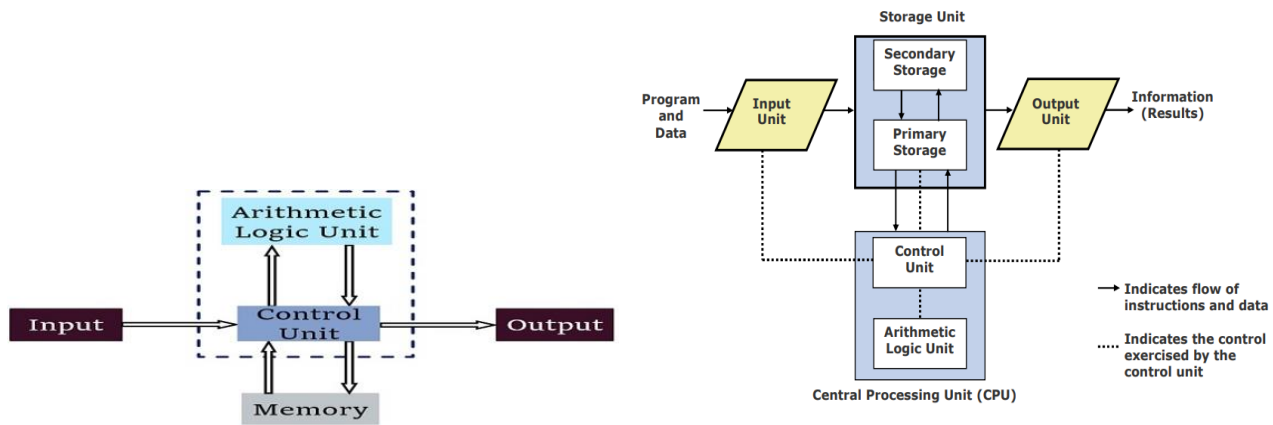 Arithmetic
Logic Unit
Input
Control
Unit
Output
Memory
Storage Unit
Secondary
Storage
Program
and
Data
Input
Unit
Primary
Storage
Output
Unit
Information
(Results)
Control
Unit
Arithmetic
Logic Unit
Central Processing Unit (CPU)
Indicates flow of
instructions and data
Indicates the control
exercised by the
control unit